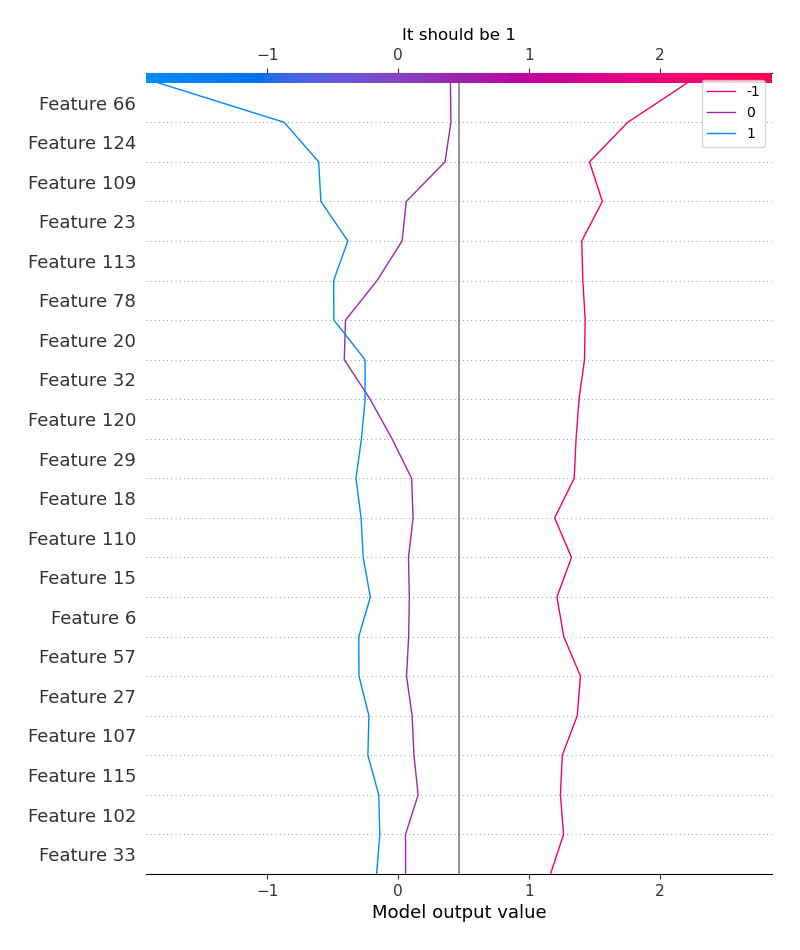 It should be 1
−1 0 1 2
-1
0
1
Feature 66
Feature 124
Feature 109
Feature 23
Feature 113
Feature 78
Feature 20
Feature 32
Feature 120
Feature 29
Feature 18
Feature 110
Feature 15
Feature 6
Feature 57
Feature 27
Feature 107
Feature 115
Feature 102
Feature 33
−1 0 1 2
Model output value